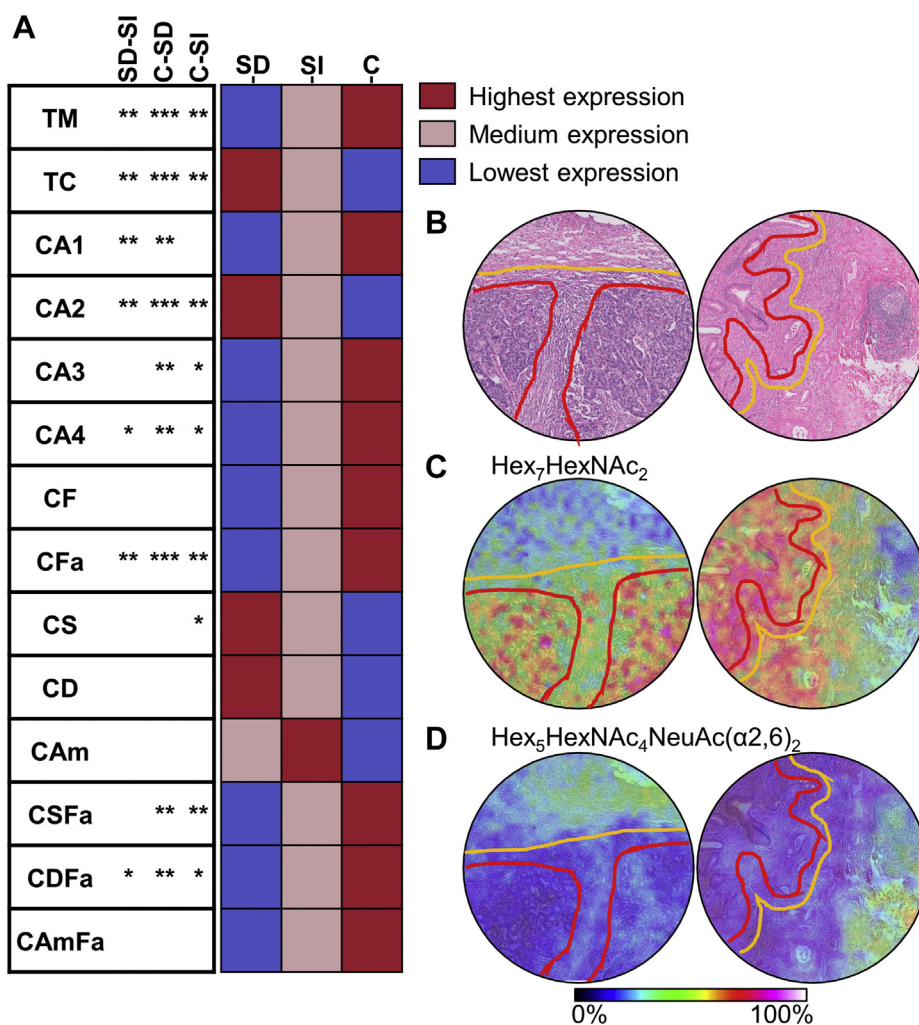 A
SD-SI C-SD C-SI
SD SI C
TM ** *** **
TC ** *** **
CA1 ** **
CA2 ** *** **
CA3 ** *
CA4 * ** *
CF
CFa ** *** **
CS *
CD
CAm
CSFa ** **
CDFa * ** *
CAmFa
Highest expression
Medium expression
Lowest expression
B
C
Hex₇HexNAc₂
D
Hex₅HexNAc₄NeuAc(α2,6)₂
0% 100%